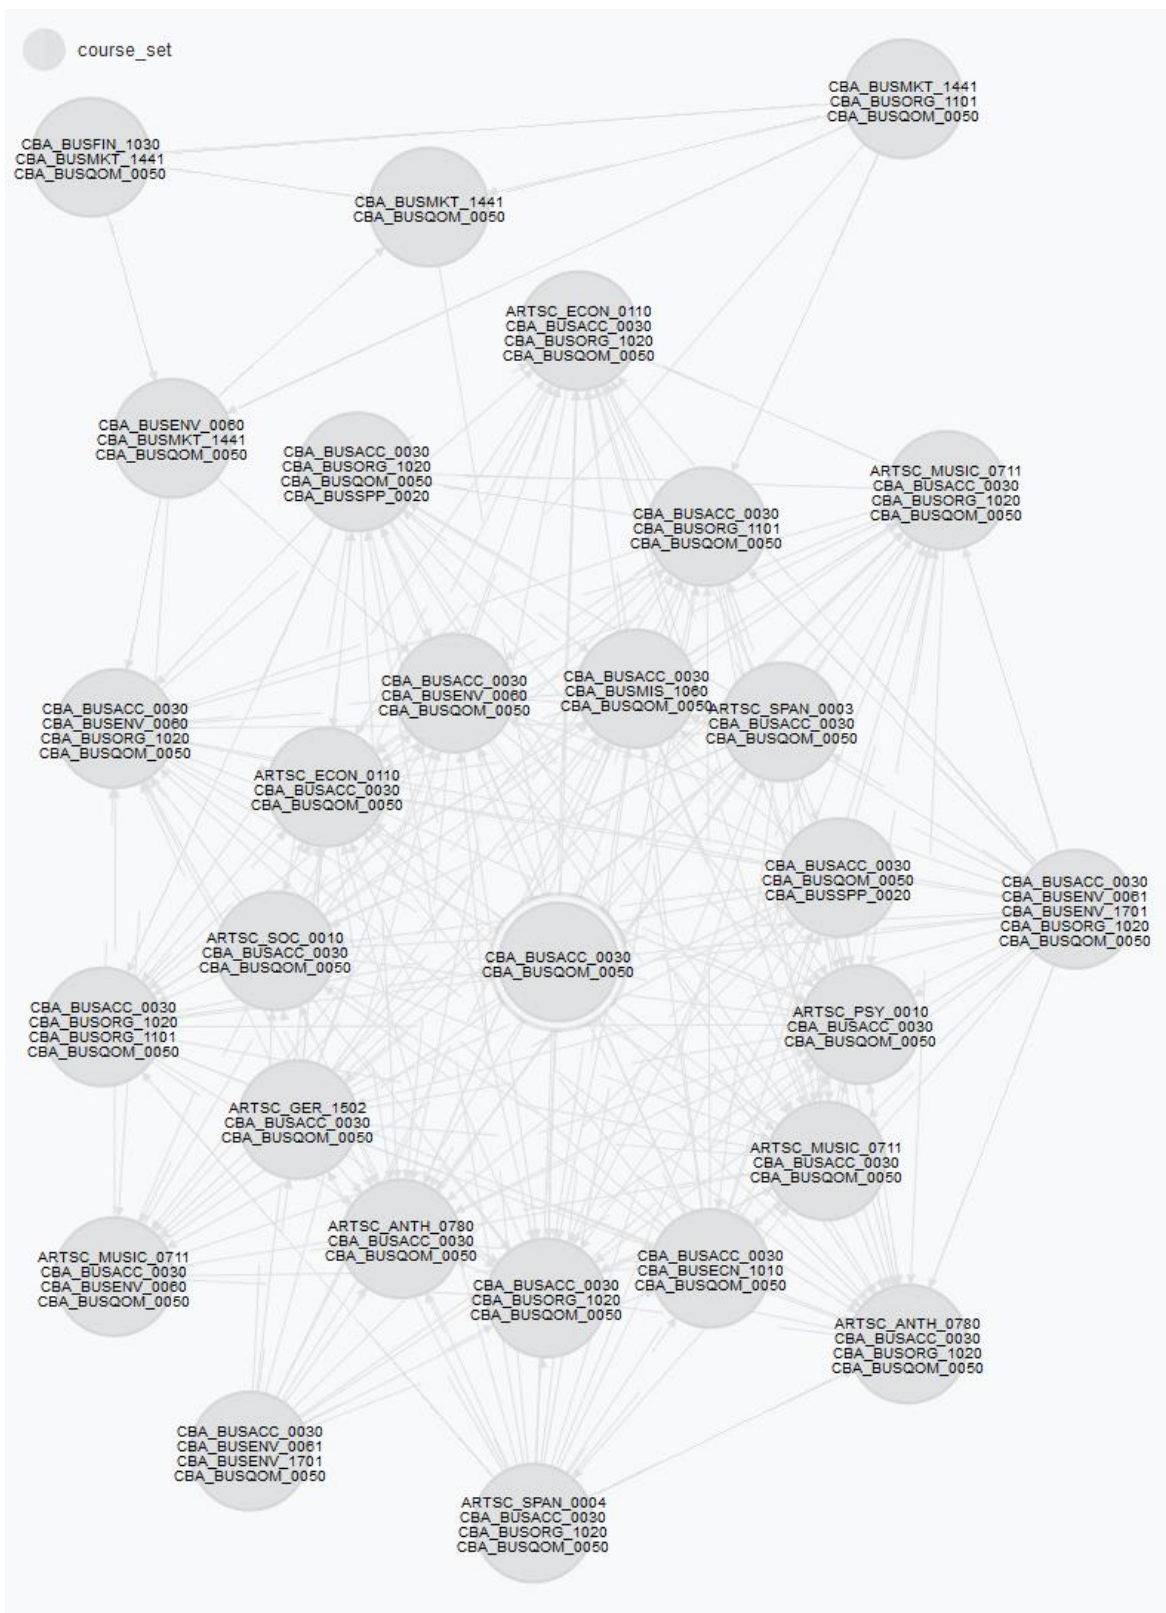 course_set
CBA_BUSMKT_1441
CBA_BUSORG_1101
CBA_BUSQOM_0050
CBA_BUSFIN_1030
CBA_BUSMKT_1441
CBA_BUSQOM_0050
CBA_BUSMKT_1441
CBA_BUSQOM_0050
ARTSC_ECON_0110
CBA_BUSACC_0030
CBA_BUSORG_1020
CBA_BUSQOM_0050
CBA_BUSENV_0060
CBA_BUSMKT_1441
CBA_BUSQOM_0050
CBA_BUSACC_0030
CBA_BUSORG_1020
CBA_BUSQOM_0050
CBA_BUSSPP_0020
ARTSC_MUSIC_0711
CBA_BUSACC_0030
CBA_BUSORG_1020
CBA_BUSQOM_0050
CBA_BUSACC_0030
CBA_BUSORG_1101
CBA_BUSQOM_0050
CBA_BUSACC_0030
CBA_BUSENV_0060
CBA_BUSORG_1020
CBA_BUSQOM_0050
CBA_BUSACC_0030
CBA_BUSENV_0060
CBA_BUSQOM_0050
CBA_BUSACC_0030
CBA_BUSMIS_1060
CBA_BUSQOM_0050
ARTSC_SPAN_0003
CBA_BUSACC_0030
CBA_BUSQOM_0050
ARTSC_ECON_0110
CBA_BUSACC_0030
CBA_BUSQOM_0050
CBA_BUSACC_0030
CBA_BUSQOM_0050
CBA_BUSSPP_0020
CBA_BUSACC_0030
CBA_BUSENV_0061
CBA_BUSENV_1701
CBA_BUSORG_1020
CBA_BUSQOM_0050
ARTSC_SOC_0010
CBA_BUSACC_0030
CBA_BUSQOM_0050
CBA_BUSACC_0030
CBA_BUSQOM_0050
CBA_BUSACC_0030
CBA_BUSORG_1020
CBA_BUSORG_1101
CBA_BUSQOM_0050
ARTSC_PSY_0010
CBA_BUSACC_0030
CBA_BUSQOM_0050
ARTSC_GER_1502
CBA_BUSACC_0030
CBA_BUSQOM_0050
ARTSC_MUSIC_0711
CBA_BUSACC_0030
CBA_BUSQOM_0050
ARTSC_MUSIC_0711
CBA_BUSACC_0030
CBA_BUSENV_0060
CBA_BUSQOM_0050
ARTSC_ANTH_0780
CBA_BUSACC_0030
CBA_BUSQOM_0050
CBA_BUSACC_0030
CBA_BUSORG_1020
CBA_BUSQOM_0050
CBA_BUSACC_0030
CBA_BUSECN_1010
CBA_BUSQOM_0050
ARTSC_ANTH_0780
CBA_BUSACC_0030
CBA_BUSORG_1020
CBA_BUSQOM_0050
CBA_BUSACC_0030
CBA_BUSENV_0061
CBA_BUSENV_1701
CBA_BUSQOM_0050
ARTSC_SPAN_0004
CBA_BUSACC_0030
CBA_BUSORG_1020
CBA_BUSQOM_0050